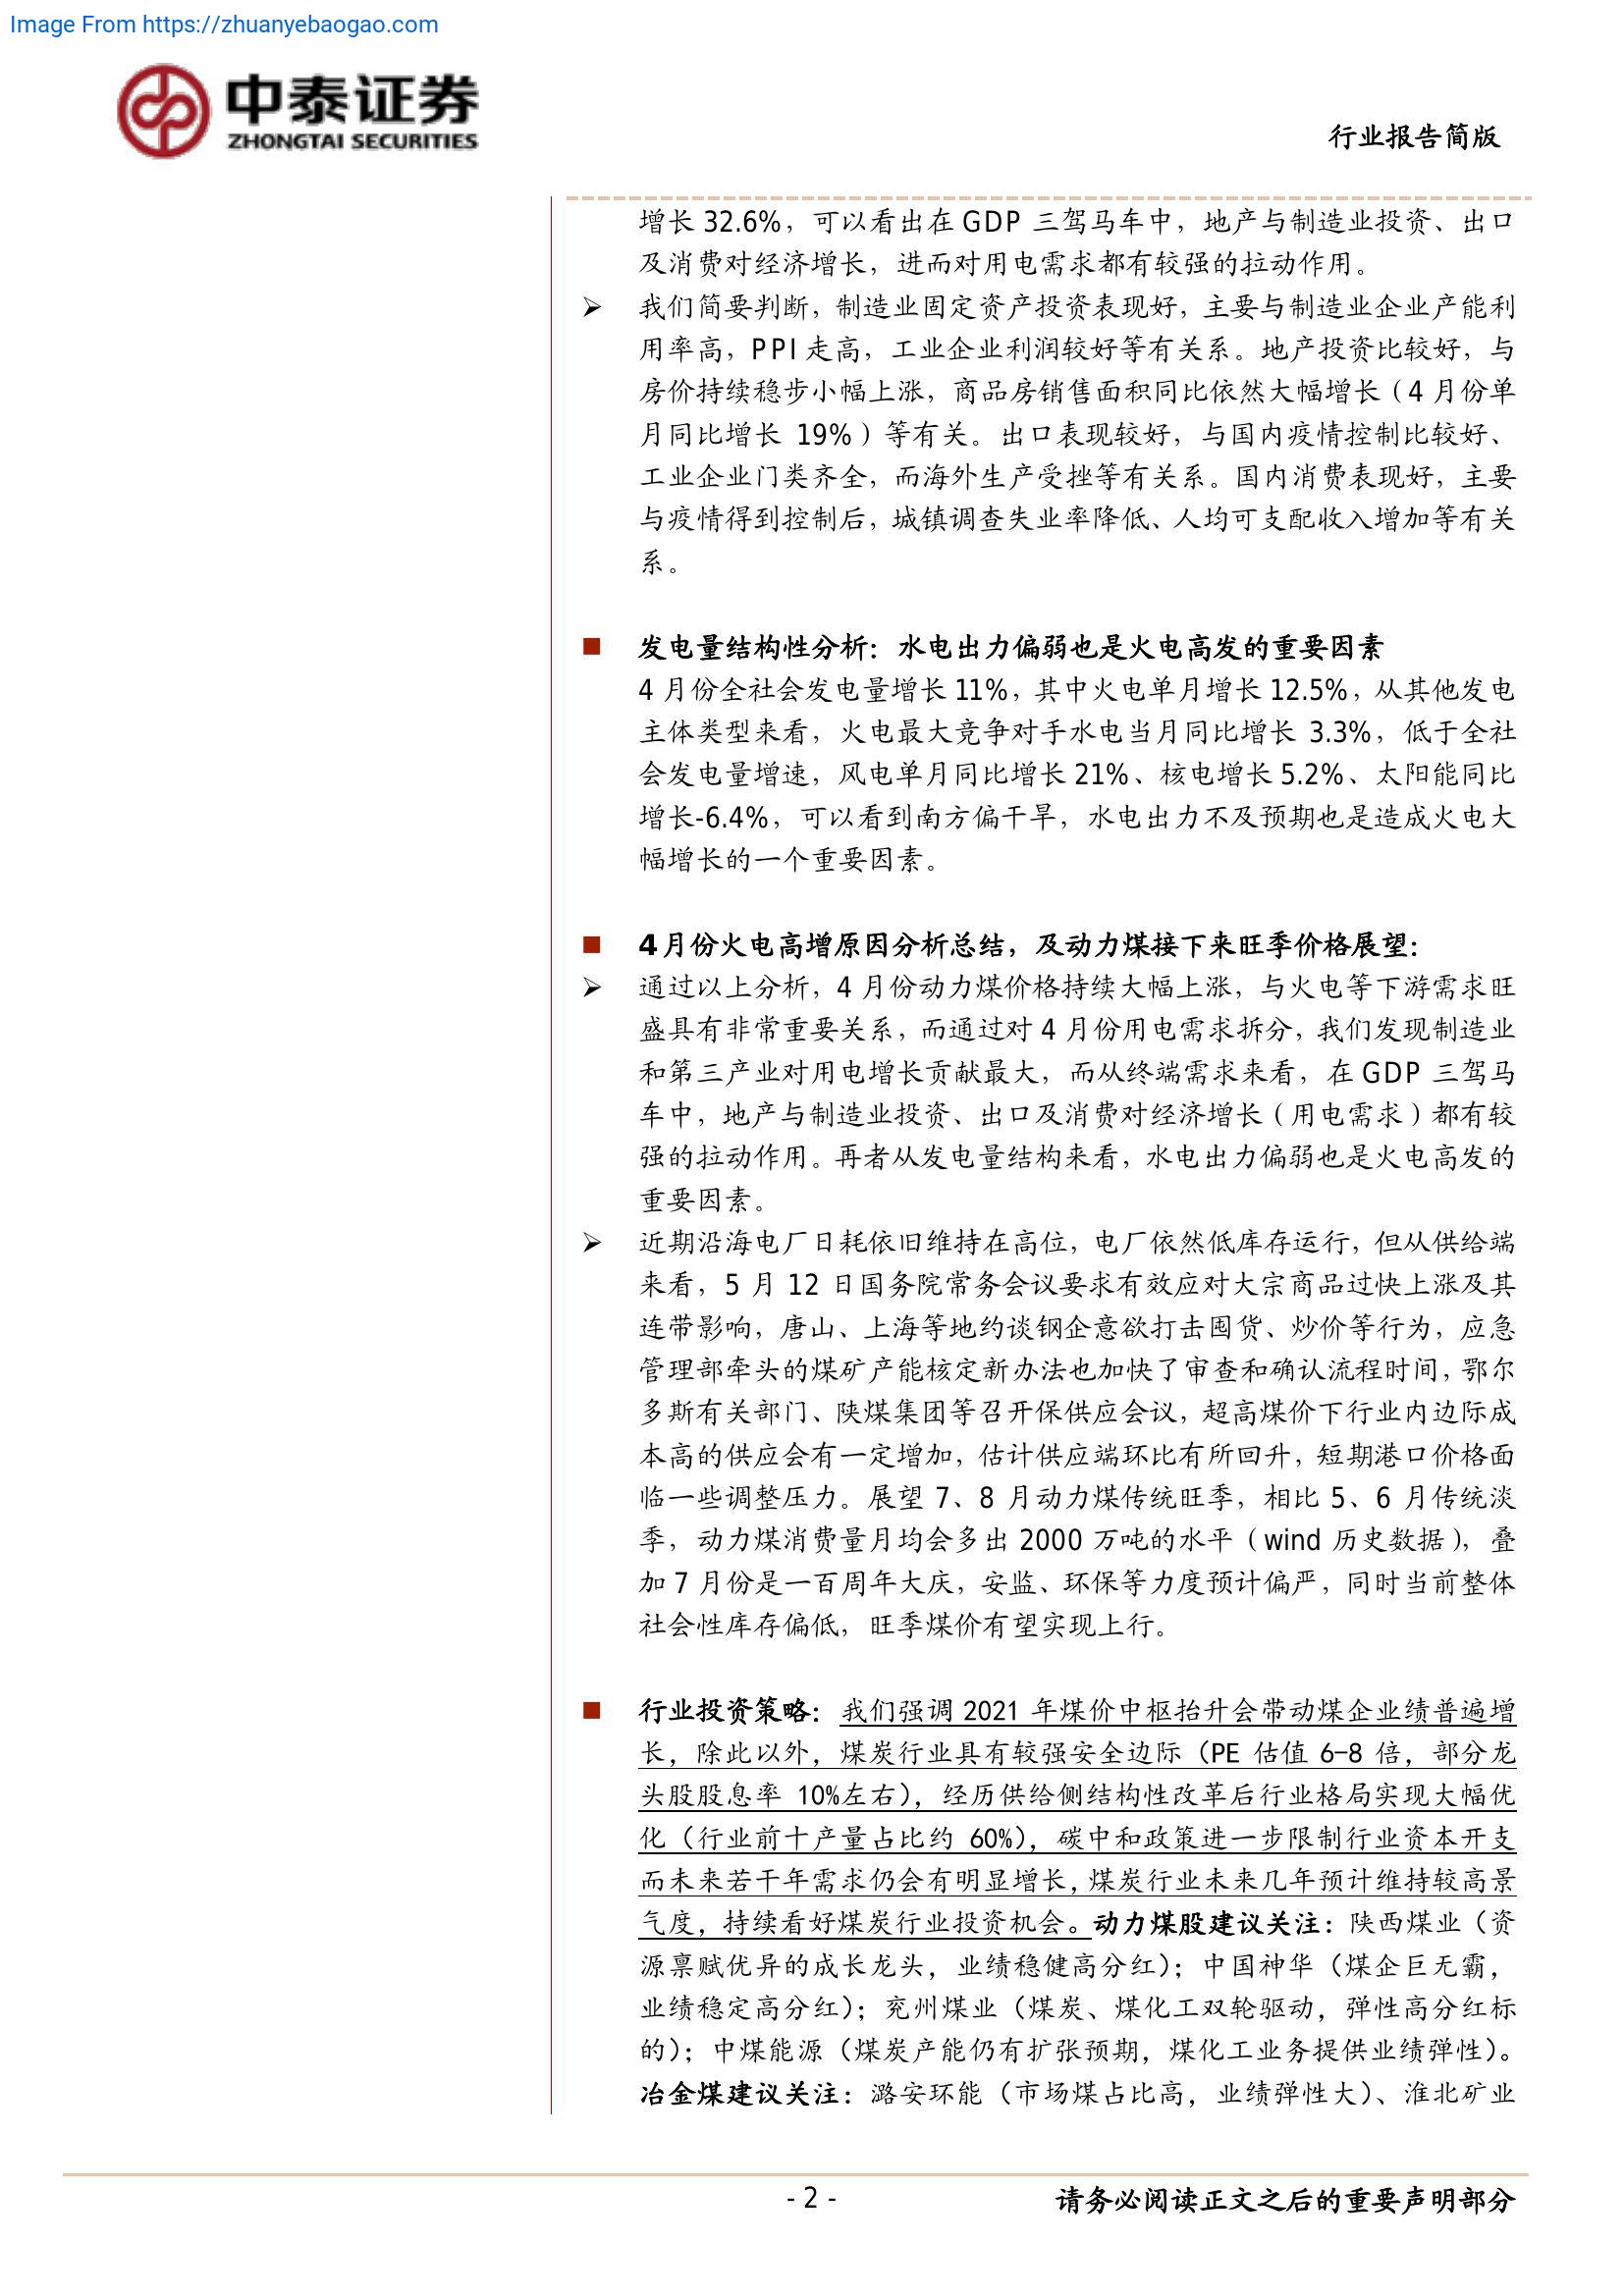 Image From https://zhuanyebaogao.com
中泰证券
ZHONGTAI SECURITIES
行业报告简版
增长 32.6%，可以看出在 GDP 三驾马车中，地产与制造业投资、出口
及消费对经济增长，进而对用电需求都有较强的拉动作用。
➢ 我们简要判断，制造业固定资产投资表现好，主要与制造业企业产能利
用率高，PPI 走高，工业企业利润较好等有关系。地产投资比较好，与
房价持续稳步小幅上涨，商品房销售面积同比依然大幅增长（4 月份单
月同比增长 19%）等有关。出口表现较好，与国内疫情控制比较好、
工业企业门类齐全，而海外生产受挫等有关系。国内消费表现好，主要
与疫情得到控制后，城镇调查失业率降低、人均可支配收入增加等有关
系。
■ 发电量结构性分析：水电出力偏弱也是火电高发的重要因素
4 月份全社会发电量增长 11%，其中火电单月增长 12.5%，从其他发电
主体类型来看，火电最大竞争对手水电当月同比增长 3.3%，低于全社
会发电量增速，风电单月同比增长 21%、核电增长 5.2%、太阳能同比
增长-6.4%，可以看到南方偏干旱，水电出力不及预期也是造成火电大
幅增长的一个重要因素。
■ 4月份火电高增原因分析总结，及动力煤接下来旺季价格展望：
➢ 通过以上分析，4 月份动力煤价格持续大幅上涨，与火电等下游需求旺
盛具有非常重要关系，而通过对 4 月份用电需求拆分，我们发现制造业
和第三产业对用电增长贡献最大，而从终端需求来看，在 GDP 三驾马
车中，地产与制造业投资、出口及消费对经济增长（用电需求）都有较
强的拉动作用。再者从发电量结构来看，水电出力偏弱也是火电高发的
重要因素。
➢ 近期沿海电厂日耗依旧维持在高位，电厂依然低库存运行，但从供给端
来看，5 月 12 日国务院常务会议要求有效应对大宗商品过快上涨及其
连带影响，唐山、上海等地约谈钢企意欲打击囤货、炒价等行为，应急
管理部牵头的煤矿产能核定新办法也加快了审查和确认流程时间，鄂尔
多斯有关部门、陕煤集团等召开保供应会议，超高煤价下行业内边际成
本高的供应会有一定增加，估计供应端环比有所回升，短期港口价格面
临一些调整压力。展望 7、8 月动力煤传统旺季，相比 5、6 月传统淡
季，动力煤消费量月均会多出 2000 万吨的水平（wind 历史数据），叠
加 7 月份是一百周年大庆，安监、环保等力度预计偏严，同时当前整体
社会性库存偏低，旺季煤价有望实现上行。
■ 行业投资策略：我们强调 2021 年煤价中枢抬升会带动煤企业绩普遍增
长，除此以外，煤炭行业具有较强安全边际（PE 估值 6-8 倍，部分龙
头股股息率 10%左右），经历供给侧结构性改革后行业格局实现大幅优
化（行业前十产量占比约 60%），碳中和政策进一步限制行业资本开支
而未来若干年需求仍会有明显增长，煤炭行业未来几年预计维持较高景
气度，持续看好煤炭行业投资机会。动力煤股建议关注：陕西煤业（资
源禀赋优异的成长龙头，业绩稳健高分红）；中国神华（煤企巨无霸，
业绩稳定高分红）；兖州煤业（煤炭、煤化工双轮驱动，弹性高分红标
的）；中煤能源（煤炭产能仍有扩张预期，煤化工业务提供业绩弹性）。
冶金煤建议关注：潞安环能（市场煤占比高，业绩弹性大）、淮北矿业
- 2 -
请务必阅读正文之后的重要声明部分